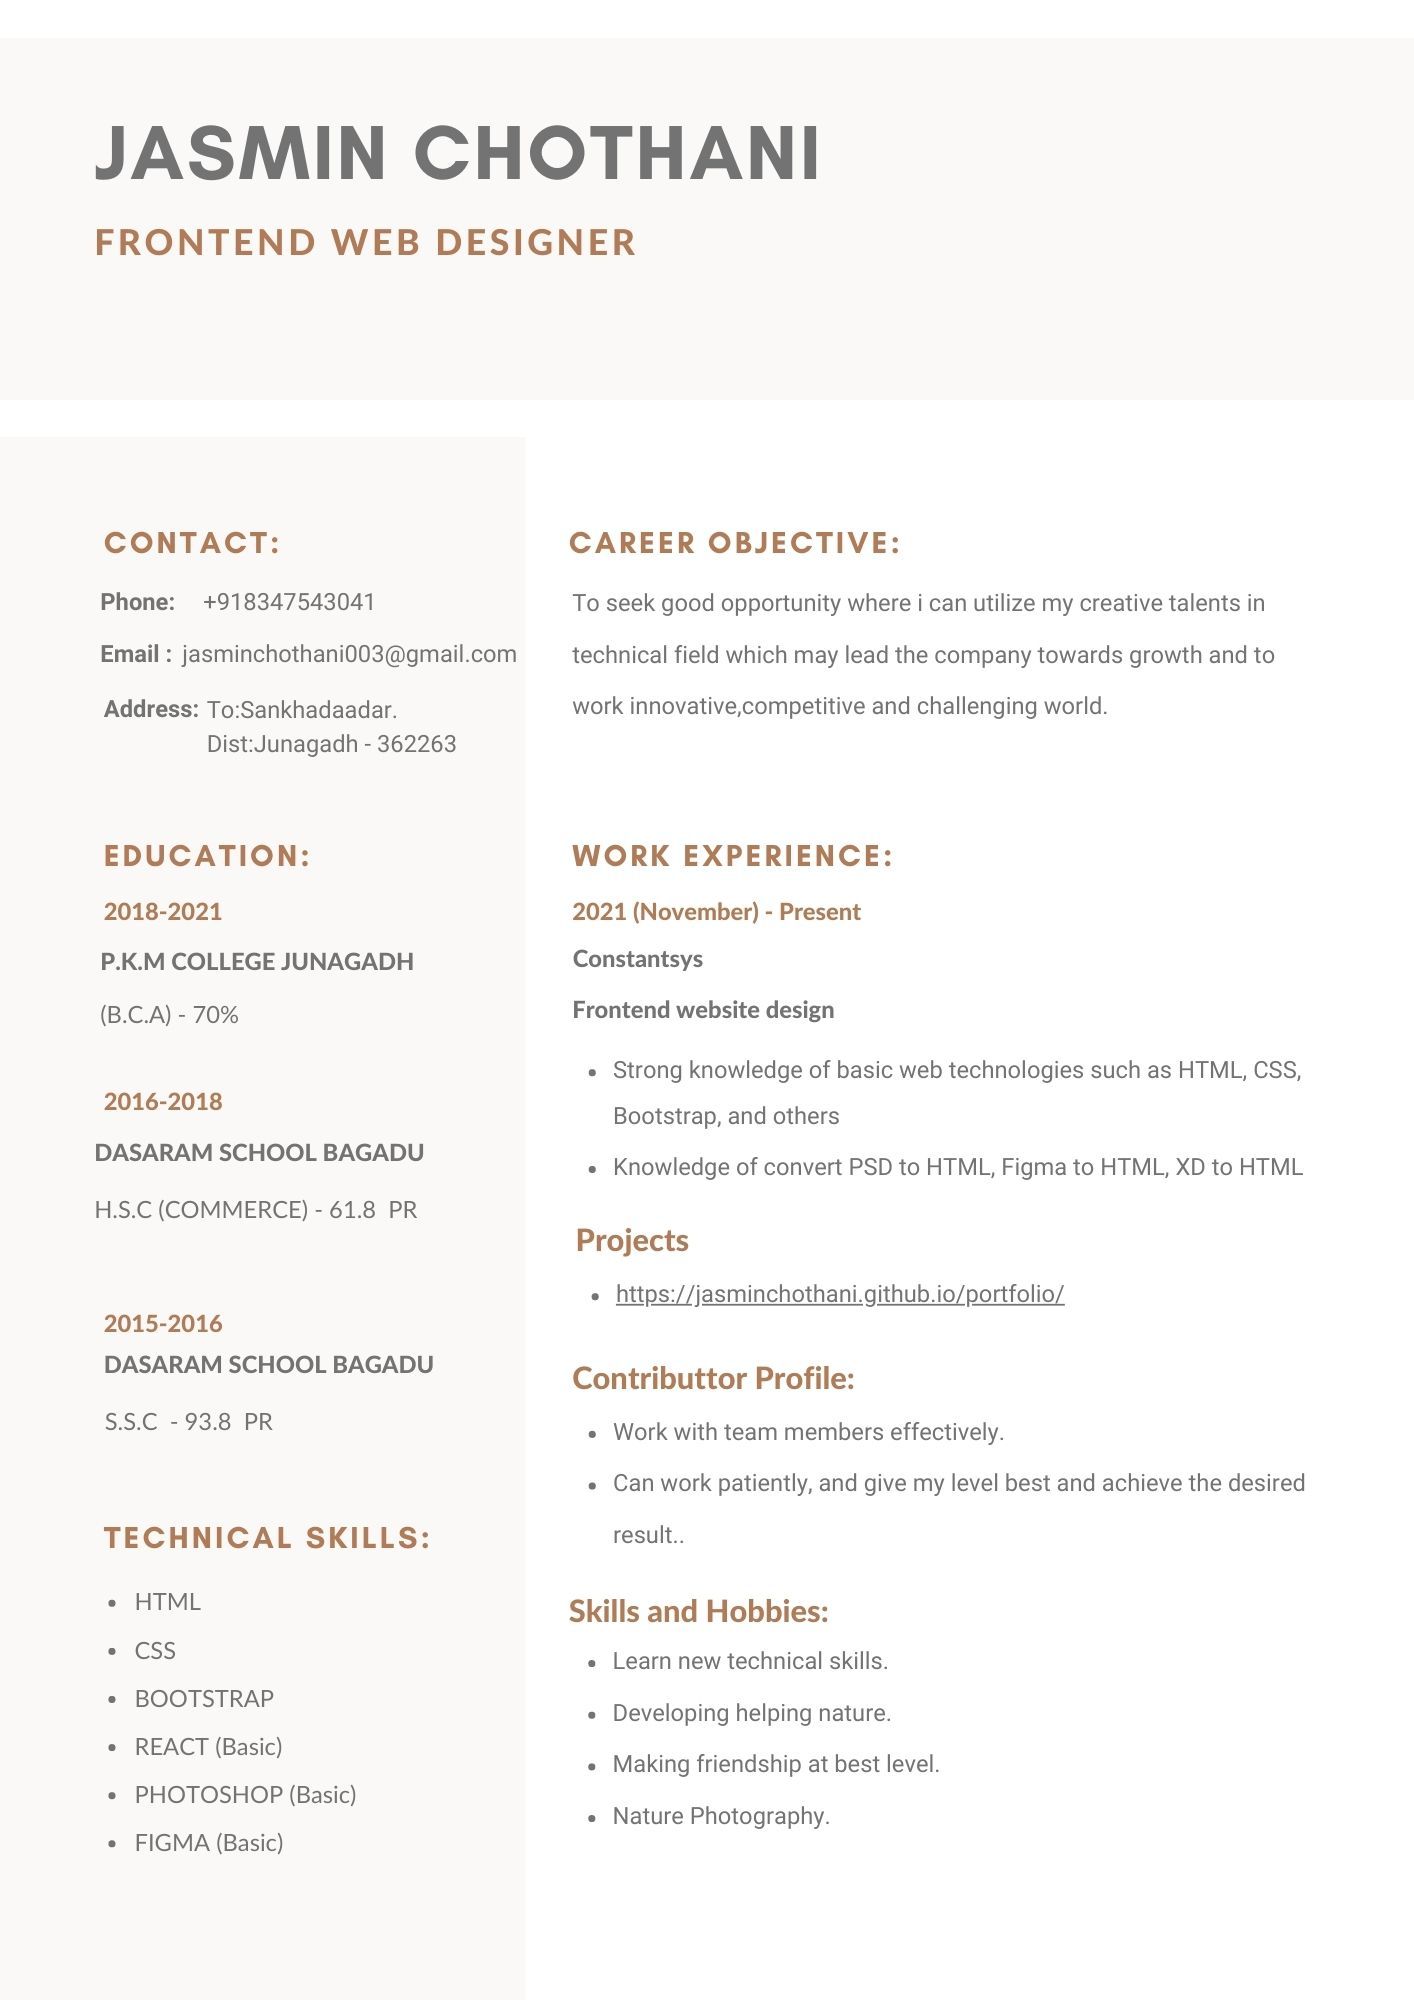 JASMIN CHOTHANI
FRONTEND WEB DESIGNER
CONTACT:
Phone: +918347543041
Email : jasminchothani003@gmail.com
Address: To:Sankhadaadar.
Dist:Junagadh - 362263
EDUCATION:
2018-2021
P.K.M COLLEGE JUNAGADH
(B.C.A) - 70%
2016-2018
DASARAM SCHOOL BAGADU
H.S.C (COMMERCE) - 61.8 PR
2015-2016
DASARAM SCHOOL BAGADU
S.S.C - 93.8 PR
TECHNICAL SKILLS:
• HTML
• CSS
• BOOTSTRAP
• REACT (Basic)
• PHOTOSHOP (Basic)
• FIGMA (Basic)
CAREER OBJECTIVE:
To seek good opportunity where i can utilize my creative talents in
technical field which may lead the company towards growth and to
work innovative,competitive and challenging world.
WORK EXPERIENCE:
2021 (November) - Present
Constantsys
Frontend website design
• Strong knowledge of basic web technologies such as HTML, CSS,
Bootstrap, and others
• Knowledge of convert PSD to HTML, Figma to HTML, XD to HTML
Projects
• https://jasminchothani.github.io/portfolio/
Contributtor Profile:
• Work with team members effectively.
• Can work patiently, and give my level best and achieve the desired
result..
Skills and Hobbies:
• Learn new technical skills.
• Developing helping nature.
• Making friendship at best level.
• Nature Photography.